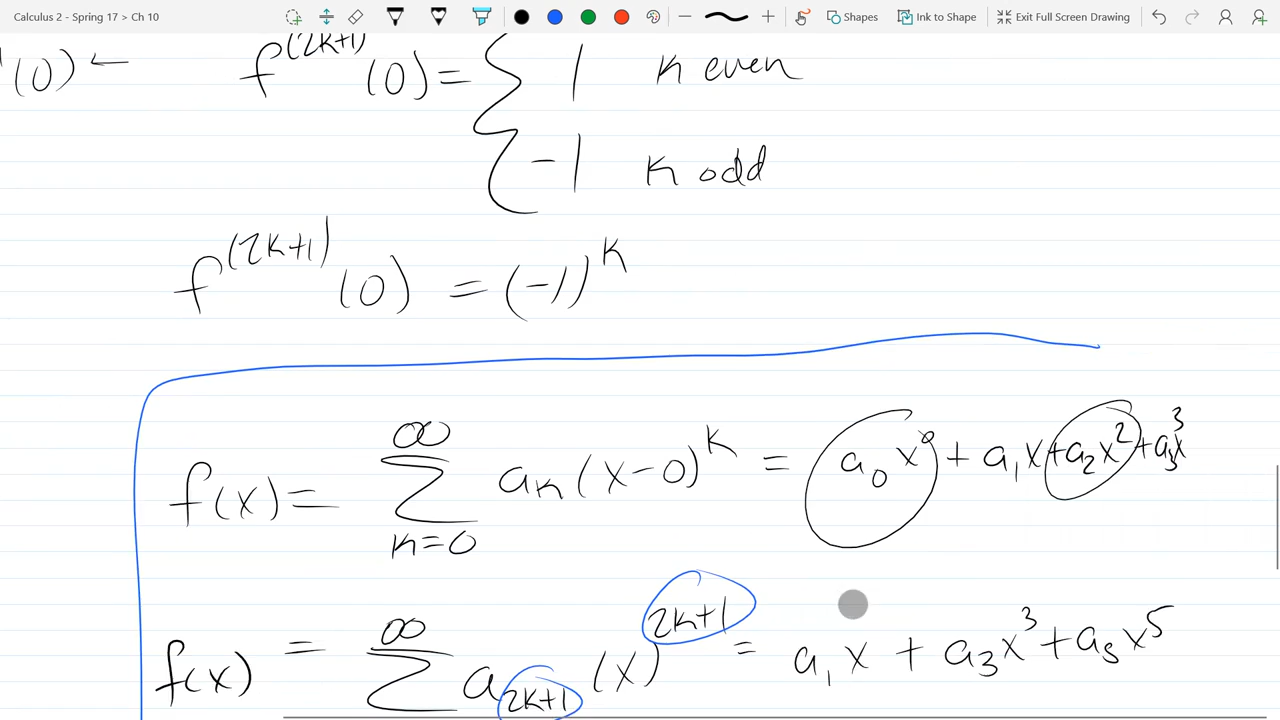 Calculus 2 - Spring 17 > Ch 10
Shapes
Ink to Shape
Exit Full Screen Drawing
(0) ←
f^(2k+1) (0) = { 1 k even
-1 k odd
f^(2k+1) (0) = (-1)^k
f(x) = ∑_{k=0}^{∞} a_k (x-0)^k = a_0 x^0 + a_1 x + a_2 x^2 + a_3 x^3
f(x) = ∑^{∞} a_{2k+1} (x)^{2k+1} = a_1 x + a_3 x^3 + a_5 x^5